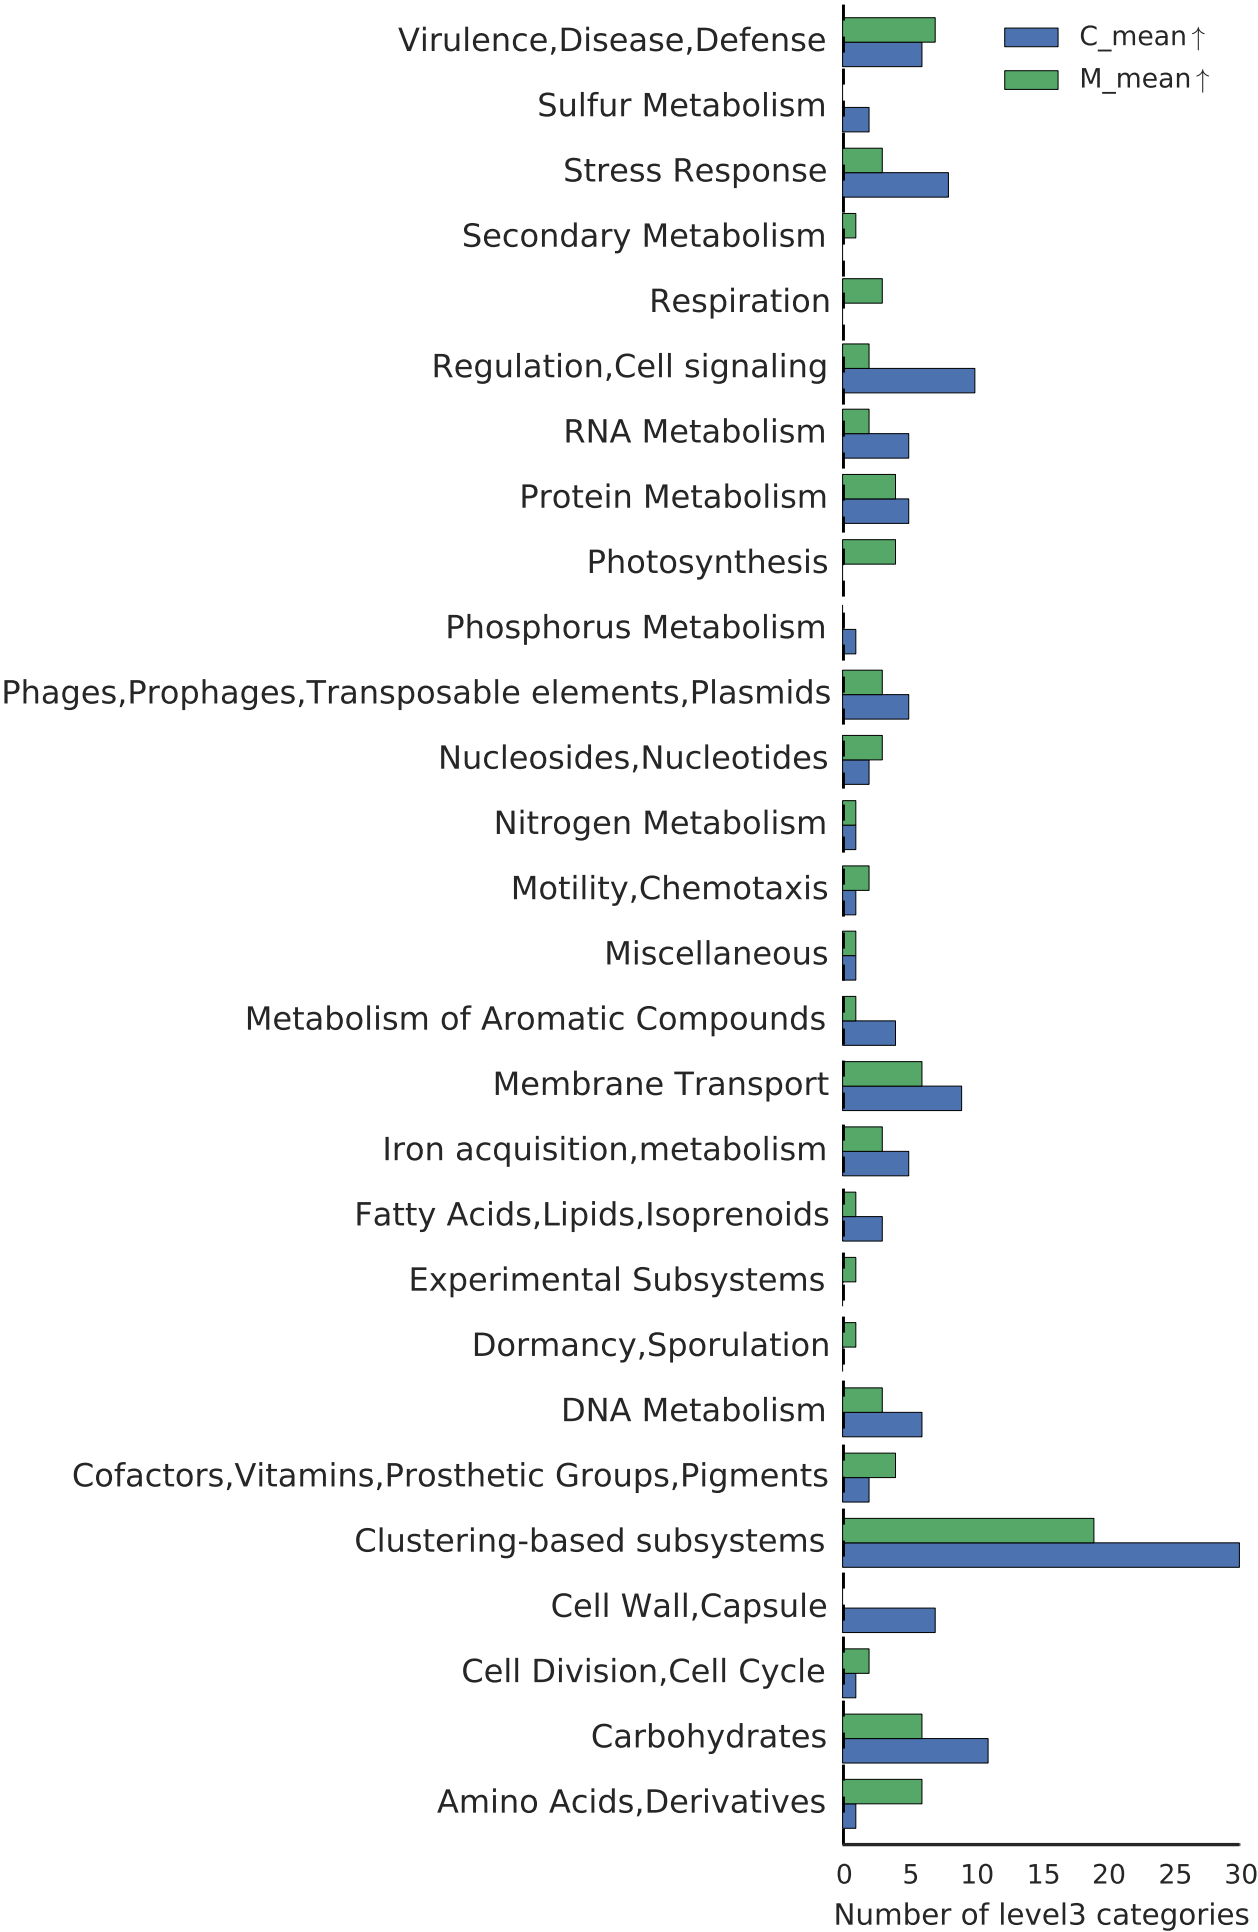 Virulence,Disease,Defense
C_mean↑
M_mean↑
Sulfur Metabolism
Stress Response
Secondary Metabolism
Respiration
Regulation,Cell signaling
RNA Metabolism
Protein Metabolism
Photosynthesis
Phosphorus Metabolism
Phages,Prophages,Transposable elements,Plasmids
Nucleosides,Nucleotides
Nitrogen Metabolism
Motility,Chemotaxis
Miscellaneous
Metabolism of Aromatic Compounds
Membrane Transport
Iron acquisition,metabolism
Fatty Acids,Lipids,Isoprenoids
Experimental Subsystems
Dormancy,Sporulation
DNA Metabolism
Cofactors,Vitamins,Prosthetic Groups,Pigments
Clustering-based subsystems
Cell Wall,Capsule
Cell Division,Cell Cycle
Carbohydrates
Amino Acids,Derivatives
0 5 10 15 20 25 30
Number of level3 categories